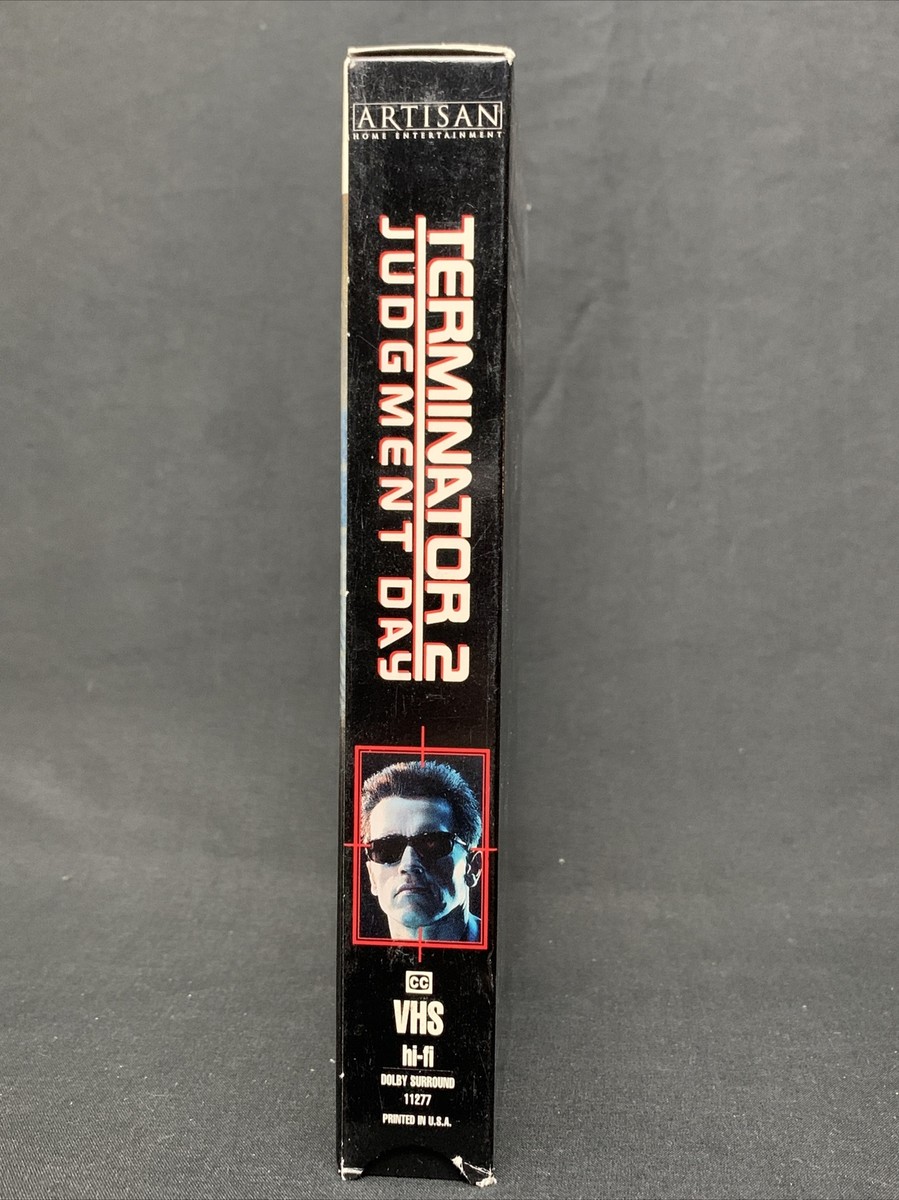 ARTISAN
HOME ENTERTAINMENT
TERMINATOR 2
JUDGMENT DAY
CC
VHS
hi-fi
DOLBY SURROUND
11277
PRINTED IN U.S.A.